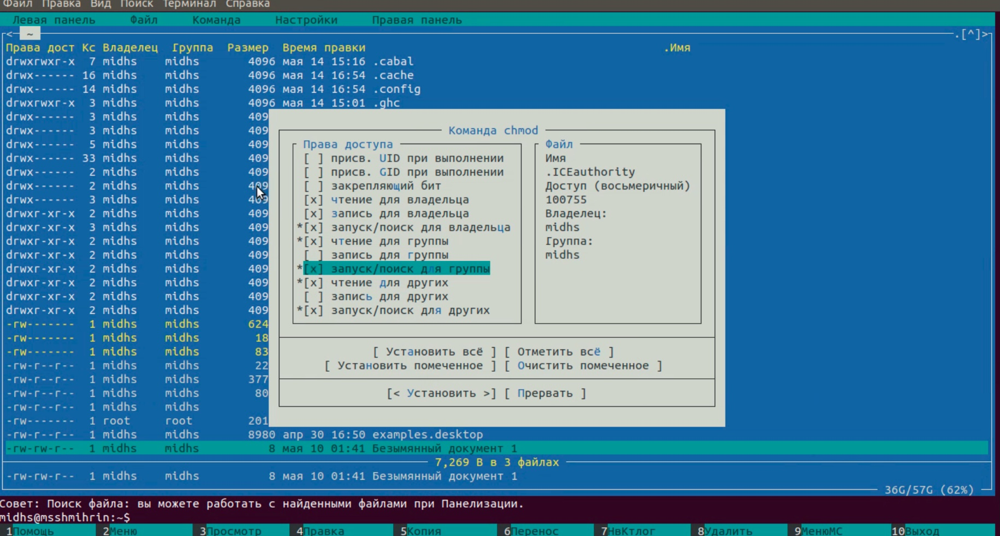 Файл Правка Вид Поиск Терминал Справка
Левая панель Файл Команда Настройки Правая панель
<- ~ .[^]>
Права дост Кс Владелец Группа Размер Время правки .Имя
drwxrwxr-x 7 midhs midhs 4096 мая 14 15:16 .cabal
drwx------ 16 midhs midhs 4096 мая 14 16:54 .cache
drwx------ 14 midhs midhs 4096 мая 14 16:54 .config
drwxrwxr-x 3 midhs midhs 4096 мая 14 15:01 .ghc
drwx------ 3 midhs midhs 409
drwx------ 3 midhs midhs 409
drwx------ 5 midhs midhs 409
drwx------ 33 midhs midhs 409
drwx------ 2 midhs midhs 409
drwx------ 2 midhs midhs 409
drwx------ 3 midhs midhs 409
drwxr-xr-x 2 midhs midhs 409
drwxr-xr-x 3 midhs midhs 409
drwxr-xr-x 2 midhs midhs 409
drwxr-xr-x 2 midhs midhs 409
drwxr-xr-x 2 midhs midhs 409
drwxr-xr-x 2 midhs midhs 409
drwxr-xr-x 2 midhs midhs 409
drwxr-xr-x 2 midhs midhs 409
-rw------- 1 midhs midhs 624
-rw------- 1 midhs midhs 18
-rw------- 1 midhs midhs 83
-rw-r--r-- 1 midhs midhs 22
-rw-r--r-- 1 midhs midhs 377
-rw-r--r-- 1 midhs midhs 80
-rw-r--r-- 1 midhs midhs
-rw------- 1 root root 201
-rw-r--r-- 1 midhs midhs 8980 апр 30 16:50 examples.desktop
-rw-rw-r-- 1 midhs midhs 8 мая 10 01:41 Безымянный документ 1
7,269 B в 3 файлах
-rw-rw-r-- 1 midhs midhs 8 мая 10 01:41 Безымянный документ 1
36G/57G (62%)
Команда chmod
Права доступа
[ ] присв. UID при выполнении
[ ] присв. GID при выполнении
[ ] закрепляющий бит
[x] чтение для владельца
[x] запись для владельца
*[x] запуск/поиск для владельца
*[x] чтение для группы
[ ] запись для группы
*[x] запуск/поиск для группы
*[x] чтение для других
[ ] запись для других
*[x] запуск/поиск для других
Файл
Имя
.ICEauthority
Доступ (восьмеричный)
100755
Владелец:
midhs
Группа:
midhs
[ Установить всё ] [ Отметить всё ]
[ Установить помеченное ] [ Очистить помеченное ]
[< Установить >] [ Прервать ]
Совет: Поиск файла: вы можете работать с найденными файлами при Панелизации.
midhs@msshmihrin:~$
1Помощь 2Меню 3Просмотр 4Правка 5Копия 6Перенос 7НвКтлог 8Удалить 9МенюMC 10Выход